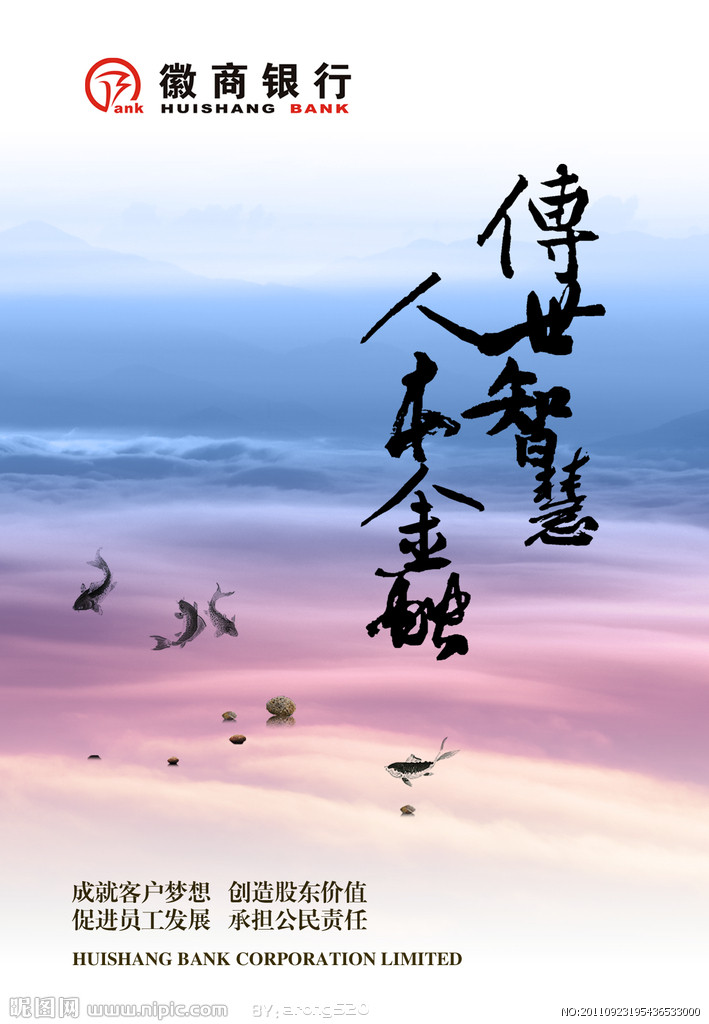 徽商银行
HUISHANG BANK
ank
傳世智慧
人本金融
成就客户梦想 创造股东价值
促进员工发展 承担公民责任
HUISHANG BANK CORPORATION LIMITED
昵图网 www.nipic.com BY: arong520 NO:20110923195436533000